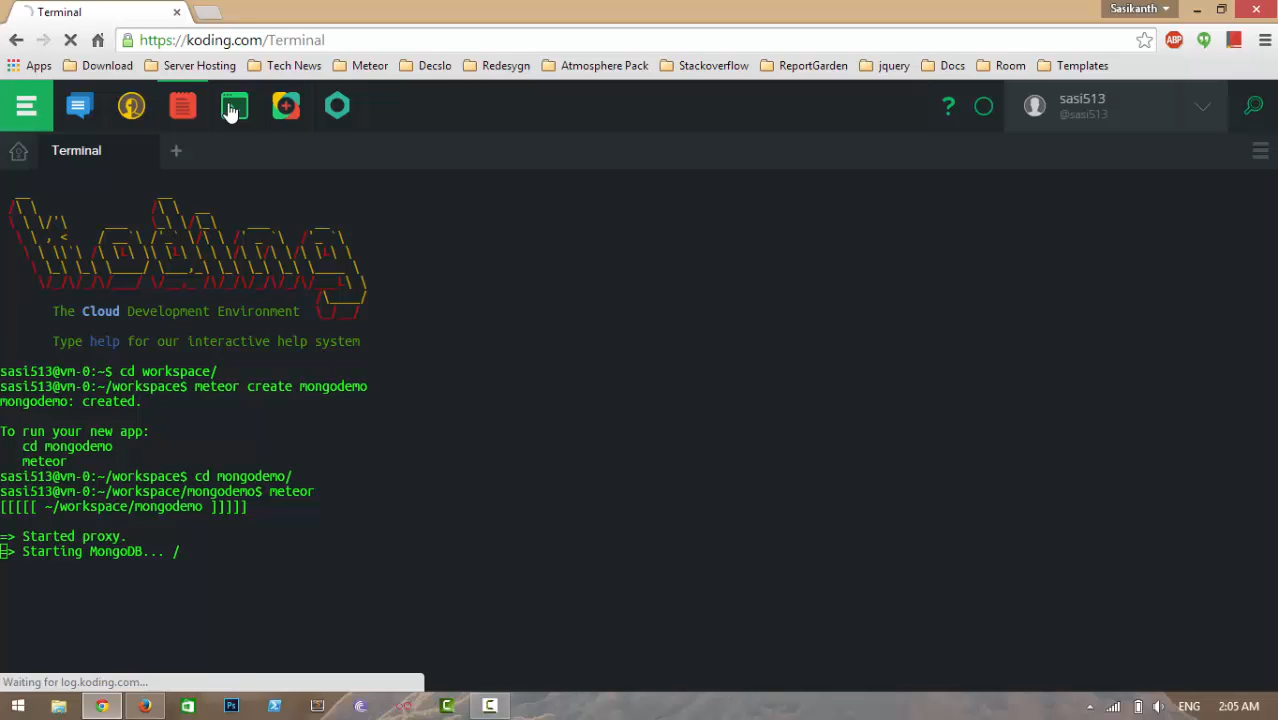 Terminal
Sasikanth
https://koding.com/Terminal
Apps Download Server Hosting Tech News Meteor Decslo Redesygn Atmosphere Pack Stackoverflow ReportGarden jquery Docs Room Templates
ABP
? sasi513
@sasi513
Terminal +
The Cloud Development Environment
Type help for our interactive help system
sasi513@vm-0:~$ cd workspace/
sasi513@vm-0:~/workspace$ meteor create mongodemo
mongodemo: created.
To run your new app:
cd mongodemo
meteor
sasi513@vm-0:~/workspace$ cd mongodemo/
sasi513@vm-0:~/workspace/mongodemo$ meteor
[[[[[ ~/workspace/mongodemo ]]]]]
=> Started proxy.
=> Starting MongoDB... /
Waiting for log.koding.com...
Ps ENG 2:05 AM